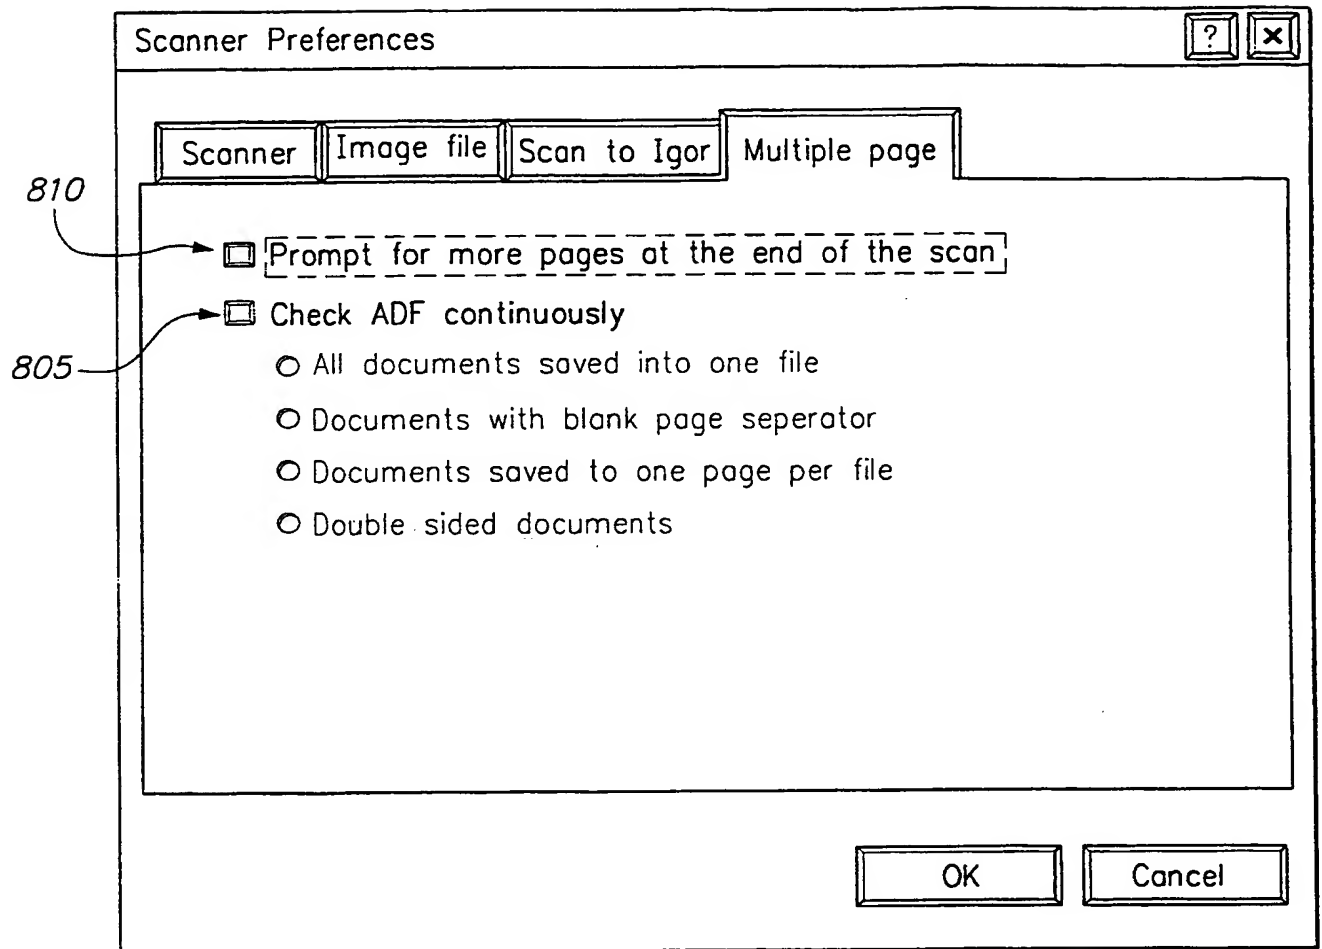 Scanner Preferences ? ×
Scanner Image file Scan to Igor Multiple page
810
Prompt for more pages at the end of the scan
Check ADF continuously
805
All documents saved into one file
Documents with blank page seperator
Documents saved to one page per file
Double sided documents
OK Cancel